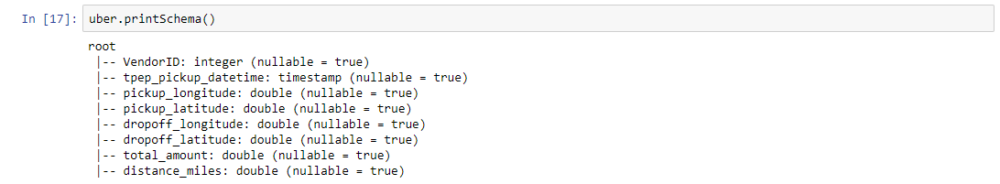 In [17]: uber.printSchema()
root
|-- VendorID: integer (nullable = true)
|-- tpep_pickup_datetime: timestamp (nullable = true)
|-- pickup_longitude: double (nullable = true)
|-- pickup_latitude: double (nullable = true)
|-- dropoff_longitude: double (nullable = true)
|-- dropoff_latitude: double (nullable = true)
|-- total_amount: double (nullable = true)
|-- distance_miles: double (nullable = true)